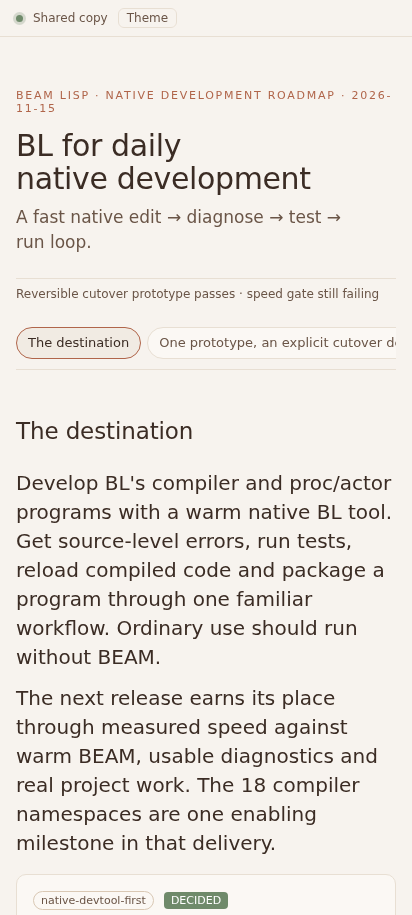 Shared copy Theme
BEAM LISP · NATIVE DEVELOPMENT ROADMAP · 2026-
11-15
BL for daily
native development
A fast native edit → diagnose → test →
run loop.
Reversible cutover prototype passes · speed gate still failing
The destination One prototype, an explicit cutover
The destination
Develop BL's compiler and proc/actor
programs with a warm native BL tool.
Get source-level errors, run tests,
reload compiled code and package a
program through one familiar
workflow. Ordinary use should run
without BEAM.
The next release earns its place
through measured speed against
warm BEAM, usable diagnostics and
real project work. The 18 compiler
namespaces are one enabling
milestone in that delivery.
native-devtool-first DECIDED